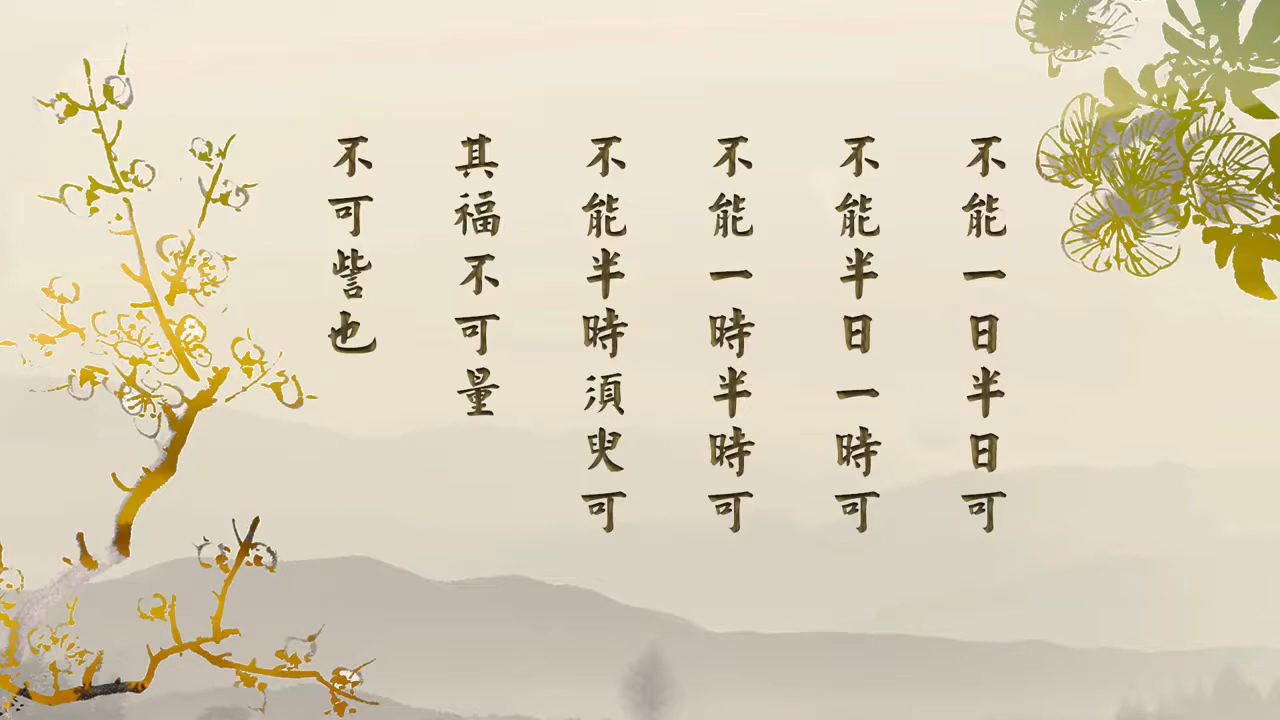 不能一日半日可
不能半日一時可
不能一時半時可
不能半時須臾可
其福不可量
不可訾也